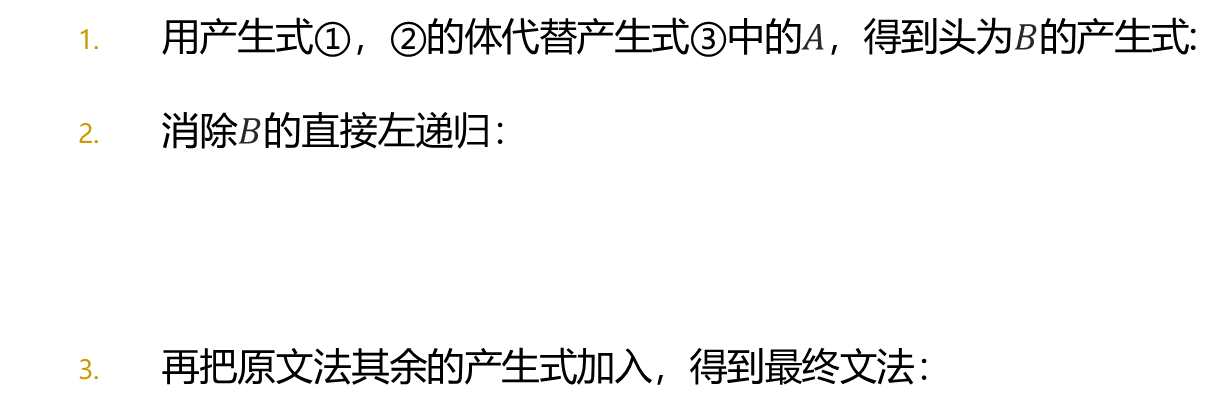 1. 用产生式①，②的体代替产生式③中的A，得到头为B的产生式:
2. 消除B的直接左递归：
3. 再把原文法其余的产生式加入，得到最终文法：